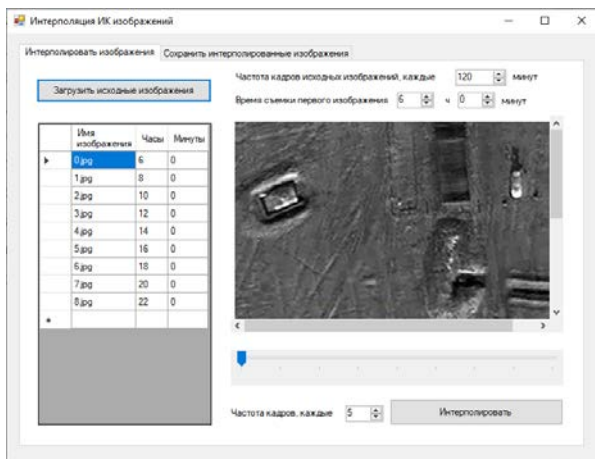 Интерполяция ИК изображений
Интерполировать изображения Сохранить интерполированные изображения
Загрузить исходные изображения
Частота кадров исходных изображений, каждые 120 минут
Время съемки первого изображения 6 ч 0 минут
Имя изображения Часы Минуты
0.jpg 6 0
1.jpg 8 0
2.jpg 10 0
3.jpg 12 0
4.jpg 14 0
5.jpg 16 0
6.jpg 18 0
7.jpg 20 0
8.jpg 22 0
Частота кадров, каждые 5 Интерполировать